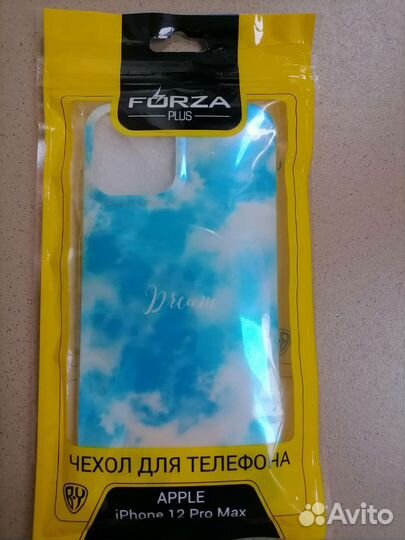 FORZA
PLUS
Dream
ЧЕХОЛ ДЛЯ ТЕЛЕФОНА
APPLE
iPhone 12 Pro Max
Avito